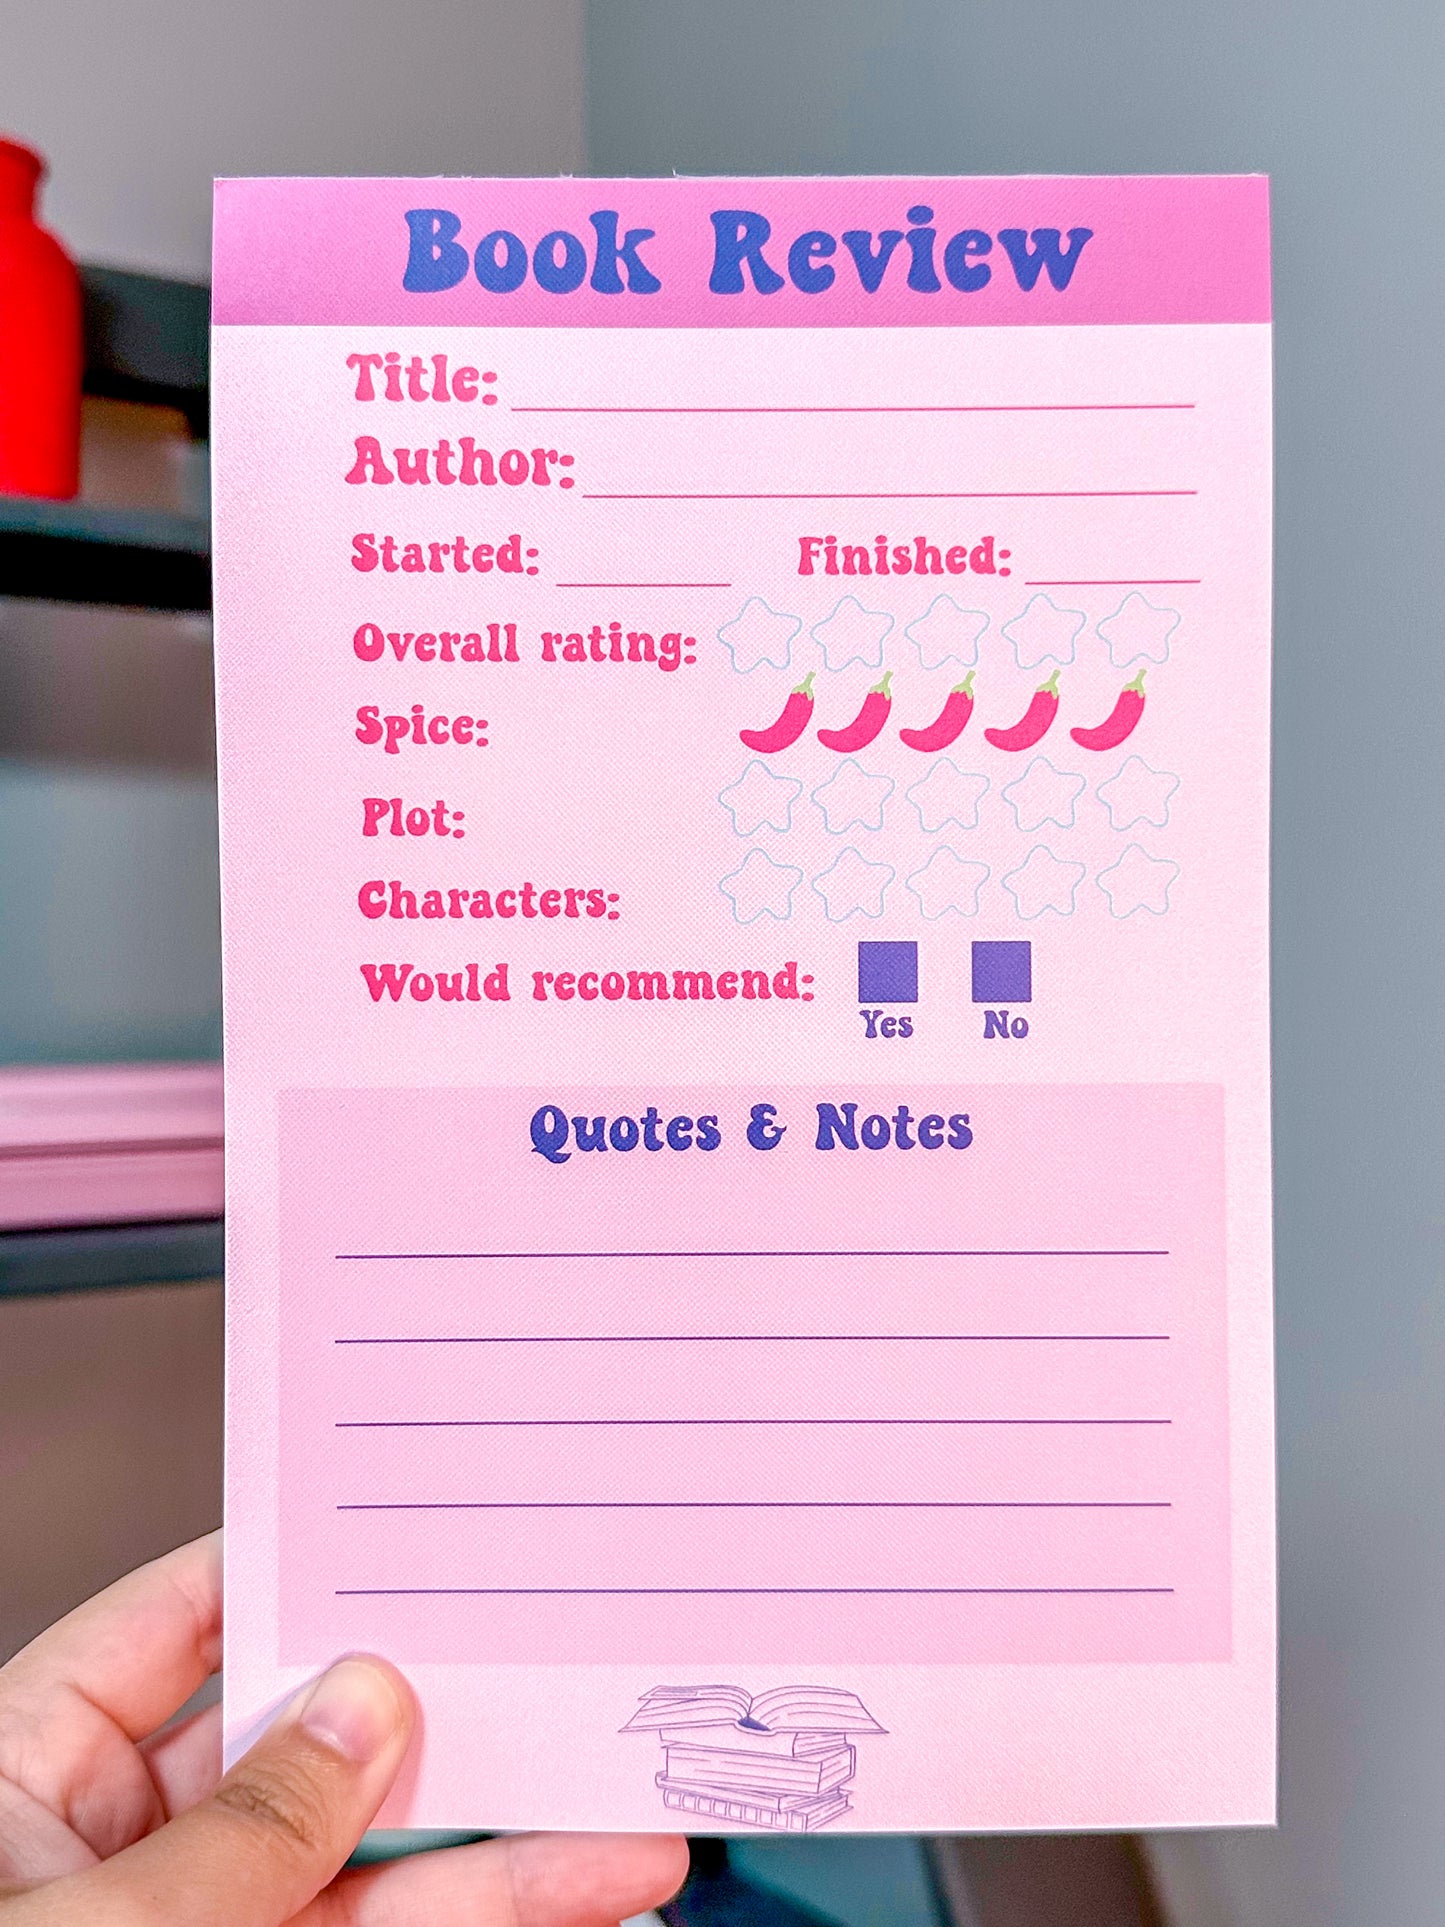 Book Review
Title:
Author:
Started: Finished:
Overall rating:
Spice:
Plot:
Characters:
Would recommend:
Yes No
Quotes & Notes